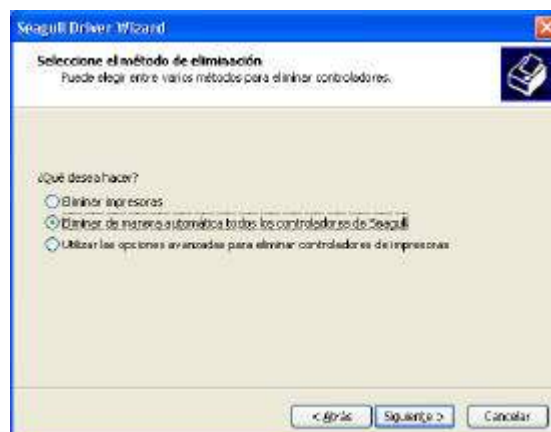 Seagull Driver Wizard
Seleccione el método de eliminación
Puede elegir entre varios métodos para eliminar controladores.
¿Qué desea hacer?
Eliminar impresoras
Eliminar de manera automática todos los controladores de Seagull
Utilizar las opciones avanzadas para eliminar controladores de impresoras
< Atrás
Siguiente >
Cancelar